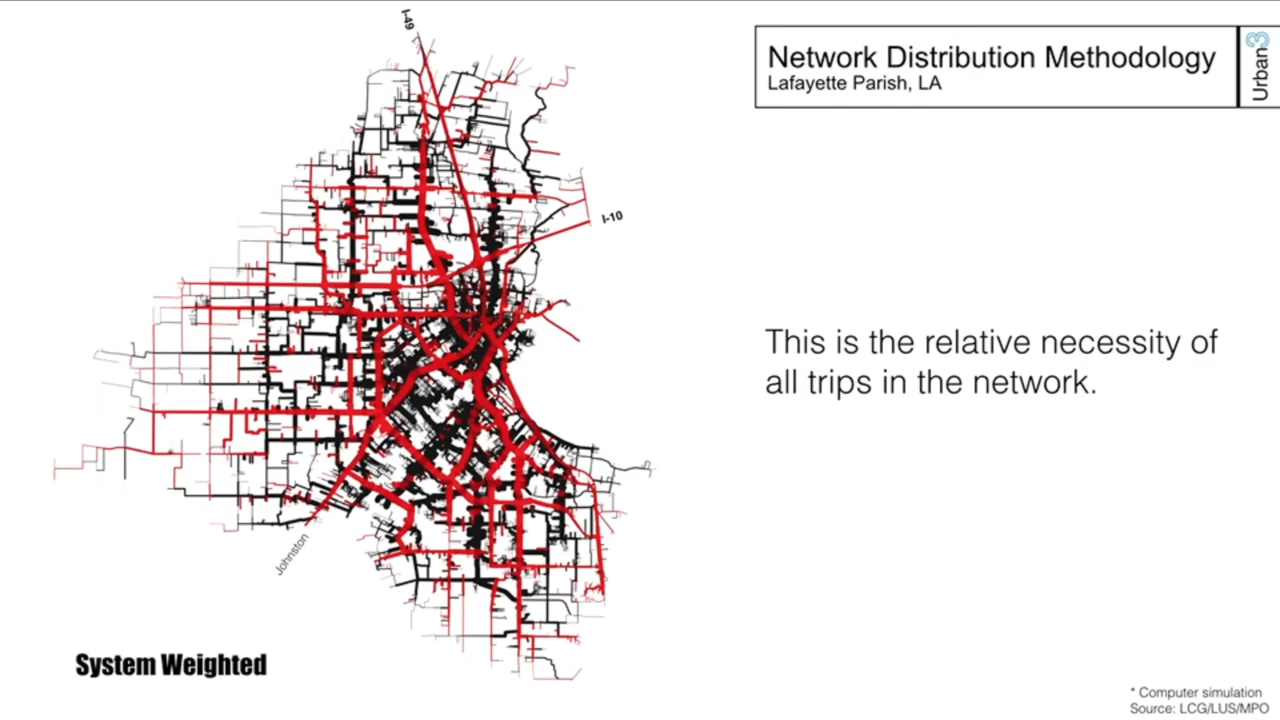 I-49
Network Distribution Methodology
Lafayette Parish, LA
Urban3
I-10
This is the relative necessity of
all trips in the network.
Johnston
System Weighted
* Computer simulation
Source: LCG/LUS/MPO